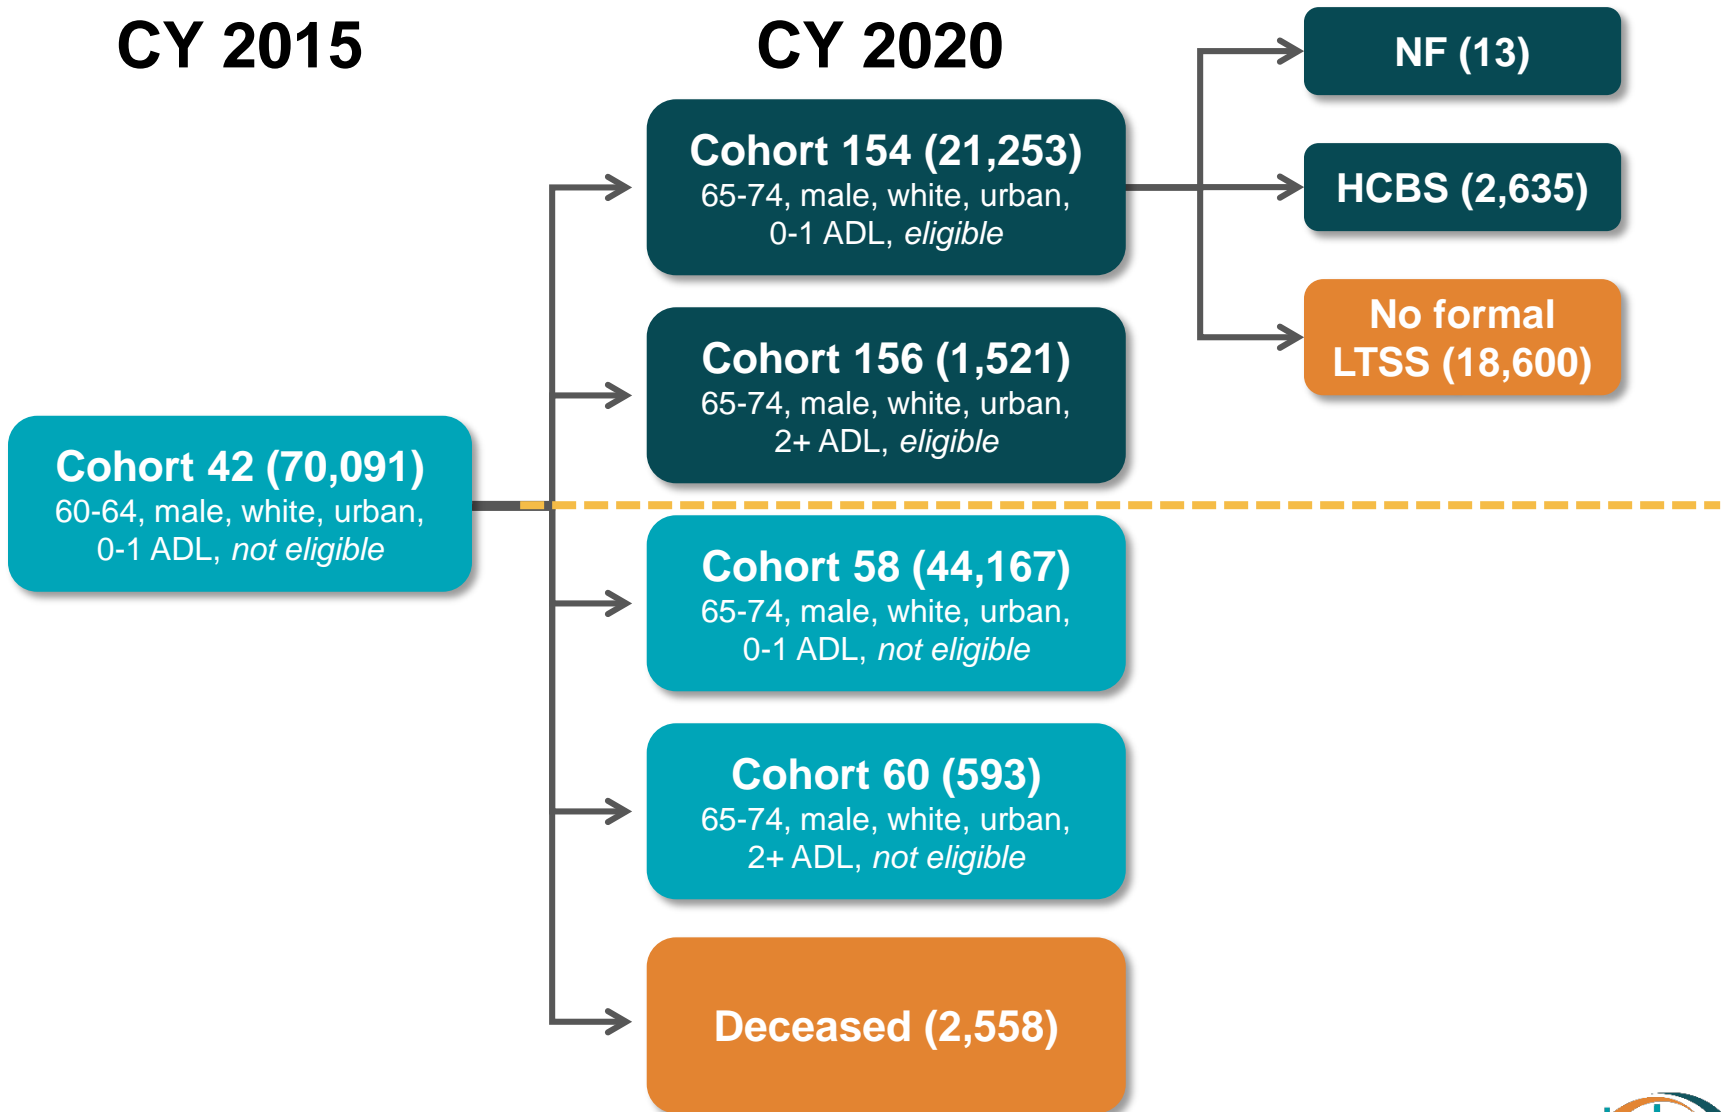 CY 2015
CY 2020
Cohort 42 (70,091)
60-64, male, white, urban,
0-1 ADL, not eligible
Cohort 154 (21,253)
65-74, male, white, urban,
0-1 ADL, eligible
Cohort 156 (1,521)
65-74, male, white, urban,
2+ ADL, eligible
Cohort 58 (44,167)
65-74, male, white, urban,
0-1 ADL, not eligible
Cohort 60 (593)
65-74, male, white, urban,
2+ ADL, not eligible
Deceased (2,558)
NF (13)
HCBS (2,635)
No formal
LTSS (18,600)